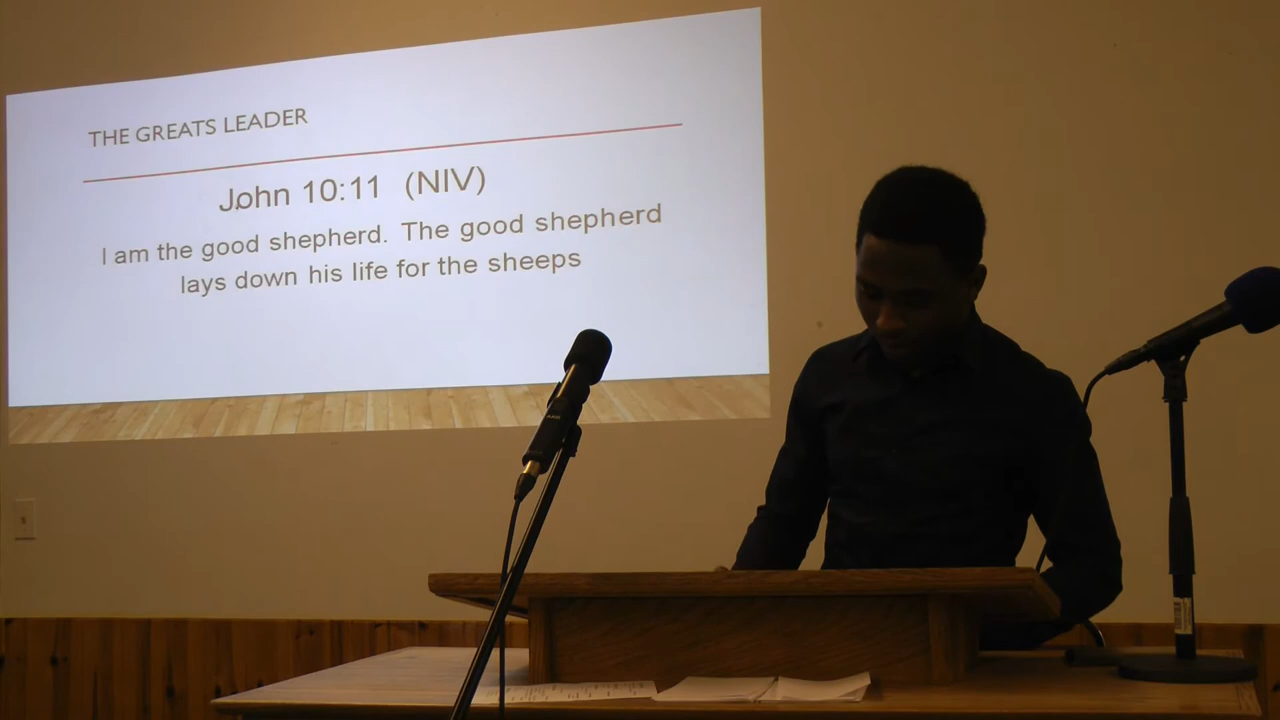 THE GREATS LEADER
John 10:11 (NIV)
I am the good shepherd. The good shepherd
lays down his life for the sheeps